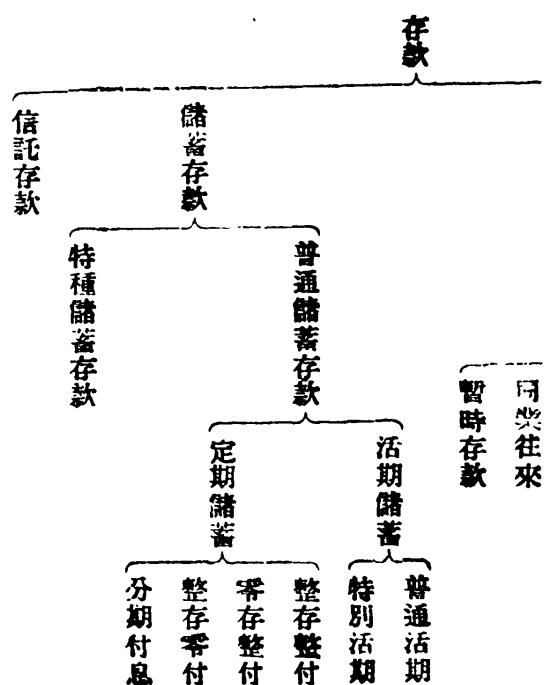 存款
同業往來
暫時存款
儲蓄存款
信託存款
普通儲蓄存款
特種儲蓄存款
活期儲蓄
定期儲蓄
普通活期
特別活期
整存整付
零存整付
整存零付
分期付息